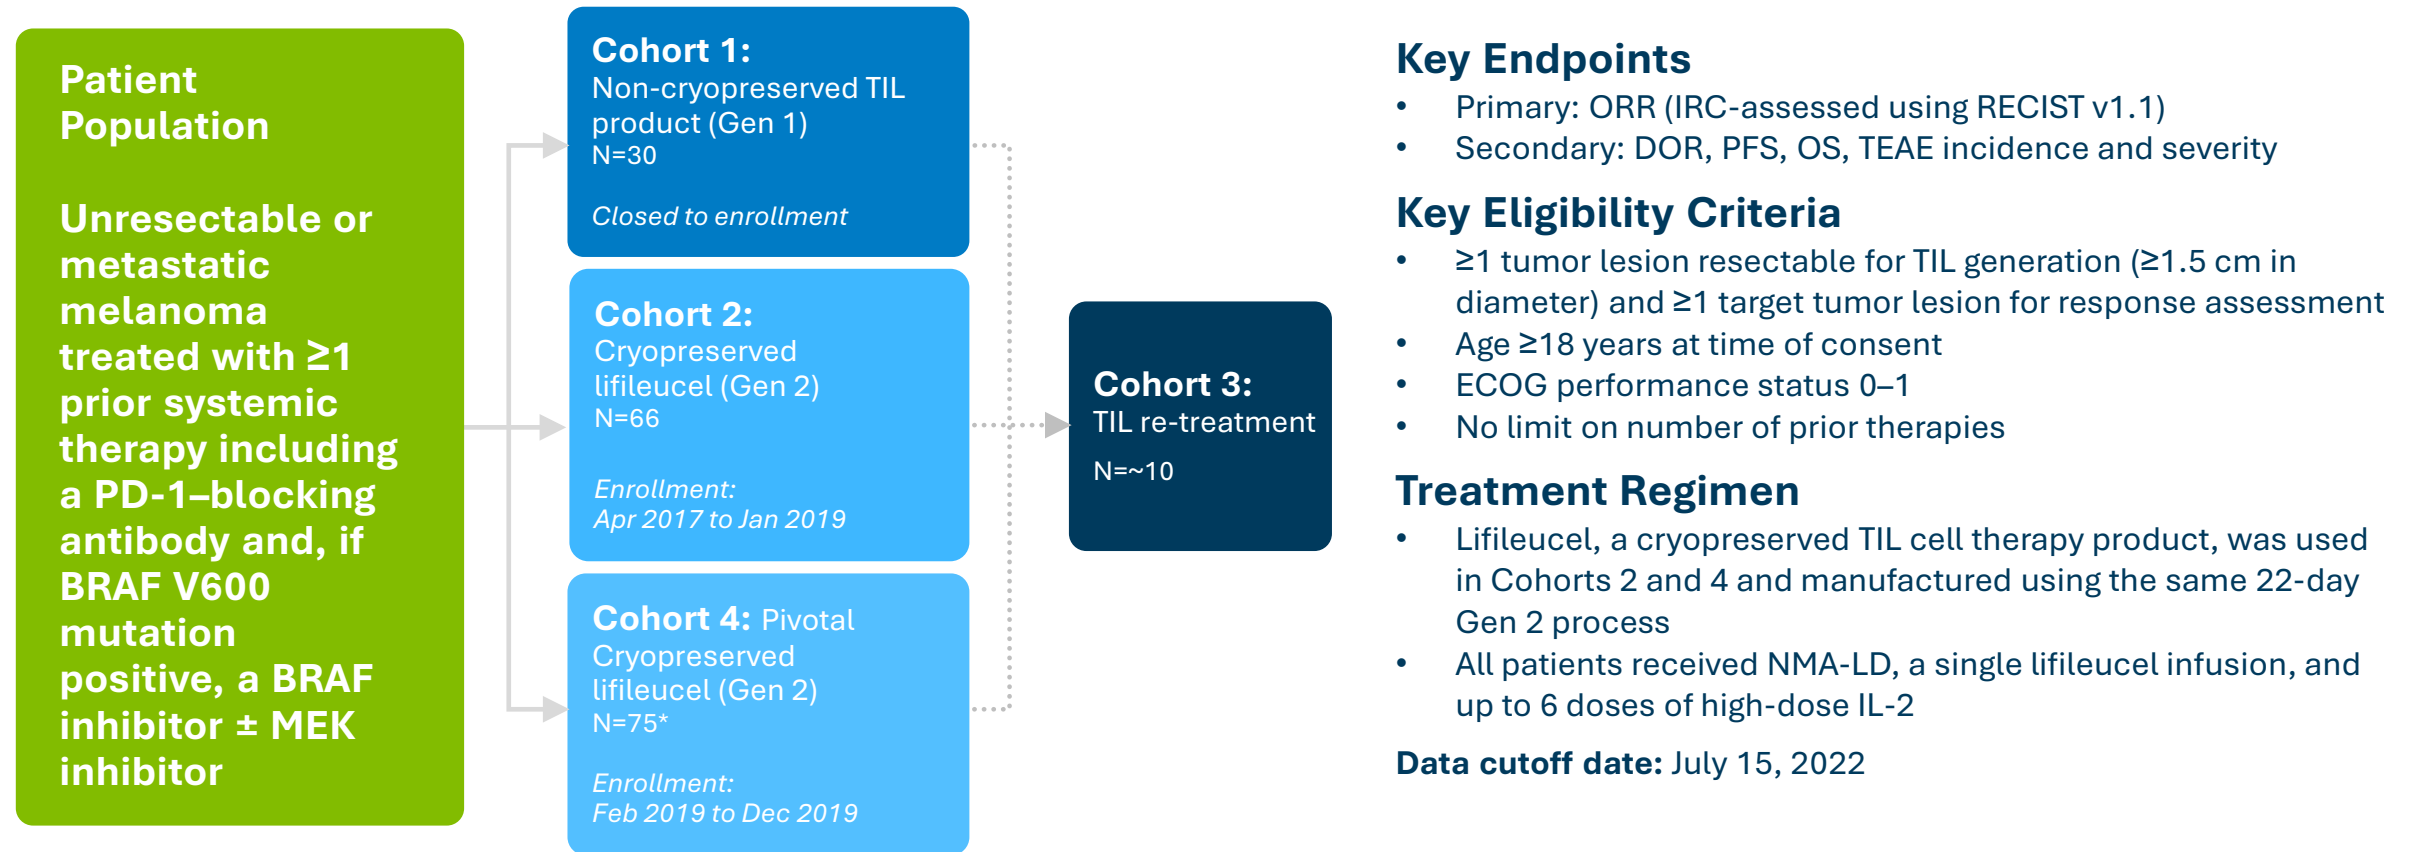 Patient
Population
Unresectable or
metastatic
melanoma
treated with ≥1
prior systemic
therapy including
a PD-1–blocking
antibody and, if
BRAF V600
mutation
positive, a BRAF
inhibitor ± MEK
inhibitor
Cohort 1:
Non-cryopreserved TIL
product (Gen 1)
N=30
Closed to enrollment
Cohort 2:
Cryopreserved
lifileucel (Gen 2)
N=66
Enrollment:
Apr 2017 to Jan 2019
Cohort 4: Pivotal
Cryopreserved
lifileucel (Gen 2)
N=75*
Enrollment:
Feb 2019 to Dec 2019
Cohort 3:
TIL re-treatment
N=~10
Key Endpoints
• Primary: ORR (IRC-assessed using RECIST v1.1)
• Secondary: DOR, PFS, OS, TEAE incidence and severity
Key Eligibility Criteria
• ≥1 tumor lesion resectable for TIL generation (≥1.5 cm in
diameter) and ≥1 target tumor lesion for response assessment
• Age ≥18 years at time of consent
• ECOG performance status 0–1
• No limit on number of prior therapies
Treatment Regimen
• Lifileucel, a cryopreserved TIL cell therapy product, was used
in Cohorts 2 and 4 and manufactured using the same 22-day
Gen 2 process
• All patients received NMA-LD, a single lifileucel infusion, and
up to 6 doses of high-dose IL-2
Data cutoff date: July 15, 2022